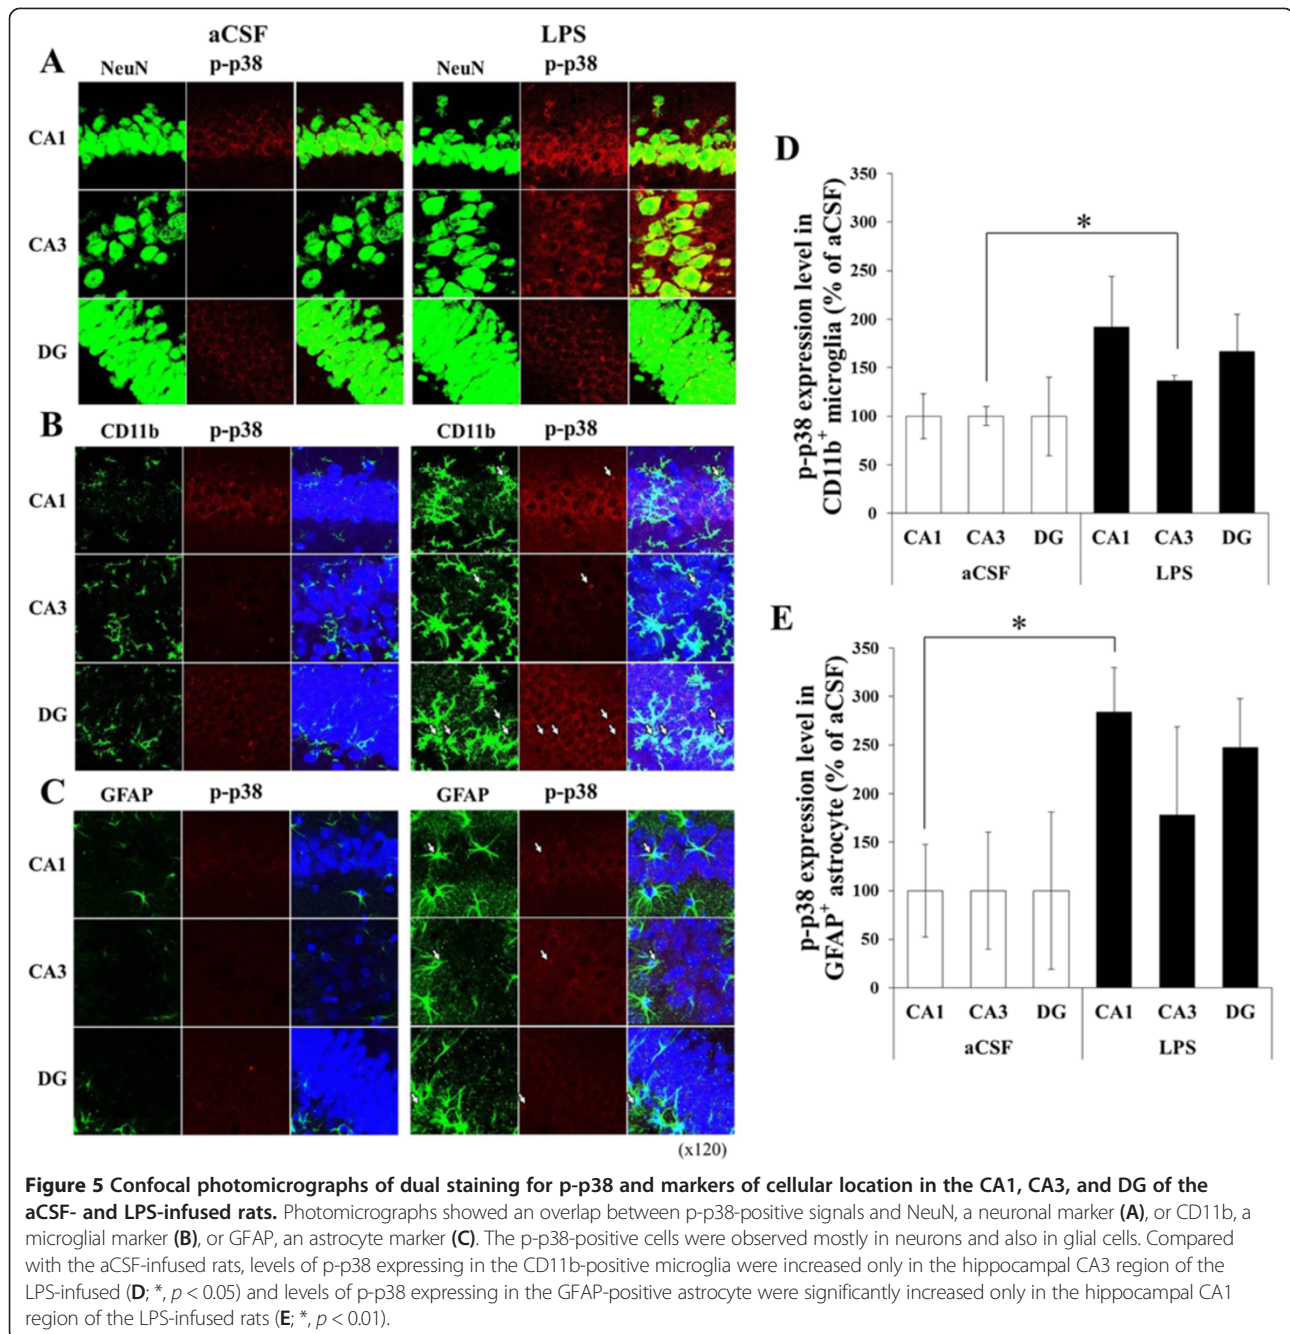 aCSF LPS
A NeuN p-p38 NeuN p-p38
CA1
CA3
DG
B CD11b p-p38 CD11b p-p38
CA1
CA3
DG
C GFAP p-p38 GFAP p-p38
CA1
CA3
DG
(x120)
D
p-p38 expression level in
CD11b+ microglia (% of aCSF)
350
300
250
200
150
100
50
0
*
CA1 CA3 DG CA1 CA3 DG
aCSF LPS
E
p-p38 expression level in
GFAP+ astrocyte (% of aCSF)
350
300
250
200
150
100
50
0
*
CA1 CA3 DG CA1 CA3 DG
aCSF LPS
Figure 5 Confocal photomicrographs of dual staining for p-p38 and markers of cellular location in the CA1, CA3, and DG of the
aCSF- and LPS-infused rats. Photomicrographs showed an overlap between p-p38-positive signals and NeuN, a neuronal marker (A), or CD11b, a
microglial marker (B), or GFAP, an astrocyte marker (C). The p-p38-positive cells were observed mostly in neurons and also in glial cells. Compared
with the aCSF-infused rats, levels of p-p38 expressing in the CD11b-positive microglia were increased only in the hippocampal CA3 region of the
LPS-infused (D; *, p < 0.05) and levels of p-p38 expressing in the GFAP-positive astrocyte were significantly increased only in the hippocampal CA1
region of the LPS-infused rats (E; *, p < 0.01).